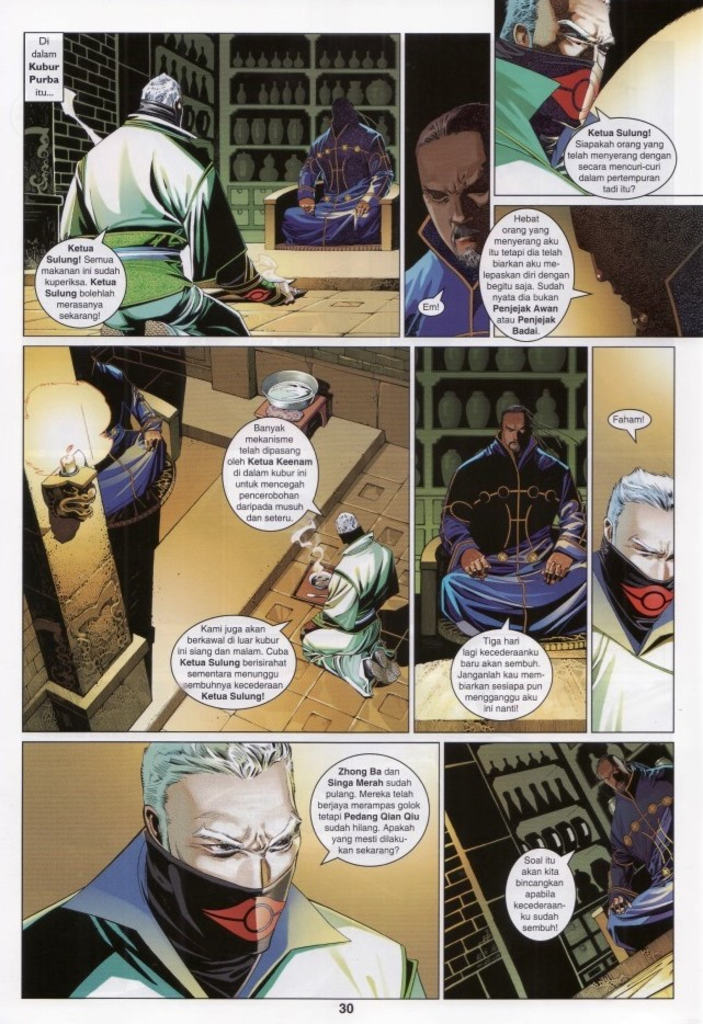 Di
dalam
Kubur
Purba
itu...
Ketua
Sulung! Semua
makanan ini sudah
kuperiksa. Ketua
Sulung bolehlah
merasanya
sekarang!
Ketua Sulung!
Siapakah orang yang
telah menyerang dengan
secara mencuri-curi
dalam pertempuran
tadi itu?
Em!
Hebat
orang yang
menyerang aku
itu tetapi dia telah
biarkan aku me-
lepaskan diri dengan
begitu saja. Sudah
nyata dia bukan
Penjejak Awan
atau Penjejak
Badai.
Banyak
mekanisme
telah dipasang
oleh Ketua Keenam
di dalam kubur ini
untuk mencegah
pencerobohan
daripada musuh
dan seteru.
Kami juga akan
berkawal di luar kubur
ini siang dan malam. Cuba
Ketua Sulung berisirahat
sementara menunggu
sembuhnya kecederaan
Ketua Sulung!
Tiga hari
lagi kecederaanku
baru akan sembuh.
Janganlah kau mem-
biarkan sesiapa pun
mengganggu aku
ini nanti!
Faham!
Zhong Ba dan
Singa Merah sudah
pulang. Mereka telah
berjaya merampas golok
tetapi Pedang Qian Qiu
sudah hilang. Apakah
yang mesti dilaku-
kan sekarang?
Soal itu
akan kita
bincangkan
apabila
kecederaan-
ku sudah
sembuh!
30